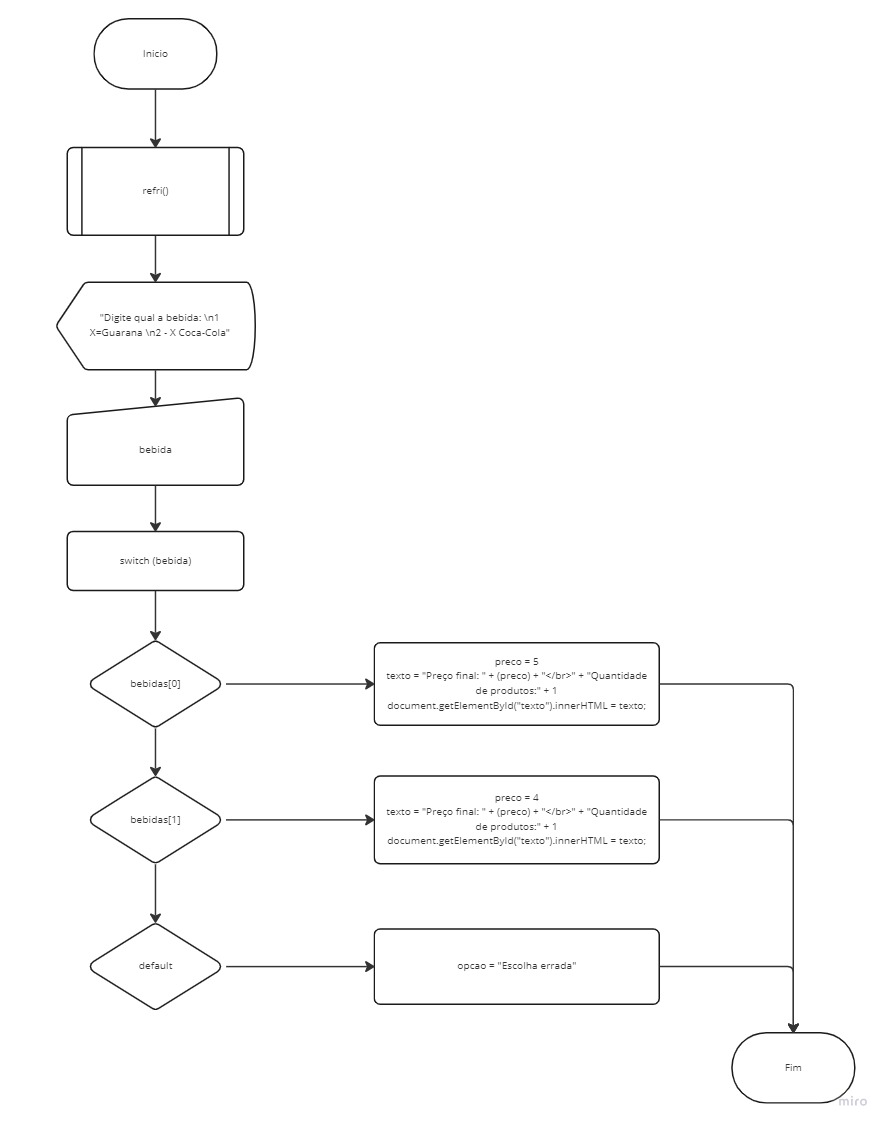 Inicio
refri()
"Digite qual a bebida: \n1
X=Guarana \n2 - X Coca-Cola"
bebida
switch (bebida)
bebidas[0]
preco = 5
texto = "Preço final: " + (preco) + "</br>" + "Quantidade
de produtos:" + 1
document.getElementById("texto").innerHTML = texto;
bebidas[1]
preco = 4
texto = "Preço final: " + (preco) + "</br>" + "Quantidade
de produtos:" + 1
document.getElementById("texto").innerHTML = texto;
default
opcao = "Escolha errada"
Fim
miro